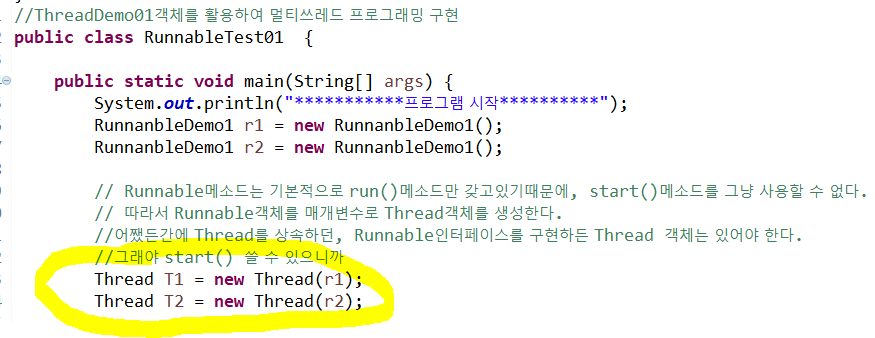 //ThreadDemo01객체를 활용하여 멀티쓰레드 프로그래밍 구현
public class RunnableTest01  {
public static void main(String[] args) {
System.out.println("***********프로그램 시작**********");
RunnanbleDemo1 r1 = new RunnanbleDemo1();
RunnanbleDemo1 r2 = new RunnanbleDemo1();
// Runnable메소드는 기본적으로 run()메소드만 갖고있기때문에, start()메소드를 그냥 사용할 수 없다.
// 따라서 Runnable객체를 매개변수로 Thread객체를 생성한다.
//어쨌든간에 Thread를 상속하던, Runnable인터페이스를 구현하든 Thread 객체는 있어야 한다.
//그래야 start() 쓸 수 있으니까
Thread T1 = new Thread(r1);
Thread T2 = new Thread(r2);